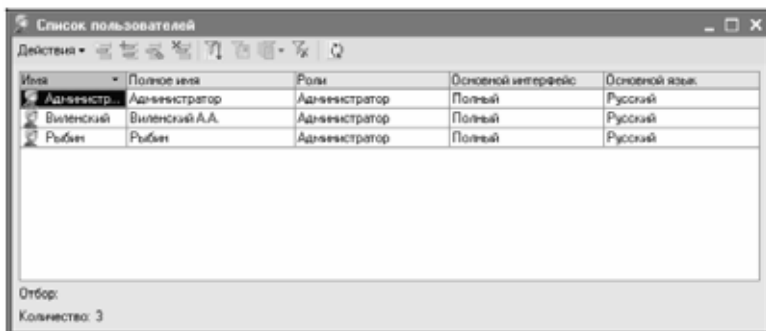 Список пользователей
Действия
Имя Полное имя Роли Основной интерфейс Основной язык
Администр... Администратор Администратор Полный Русский
Виленский Виленский А.А. Администратор Полный Русский
Рыбин Рыбин Администратор Полный Русский
Отбор:
Количество: 3